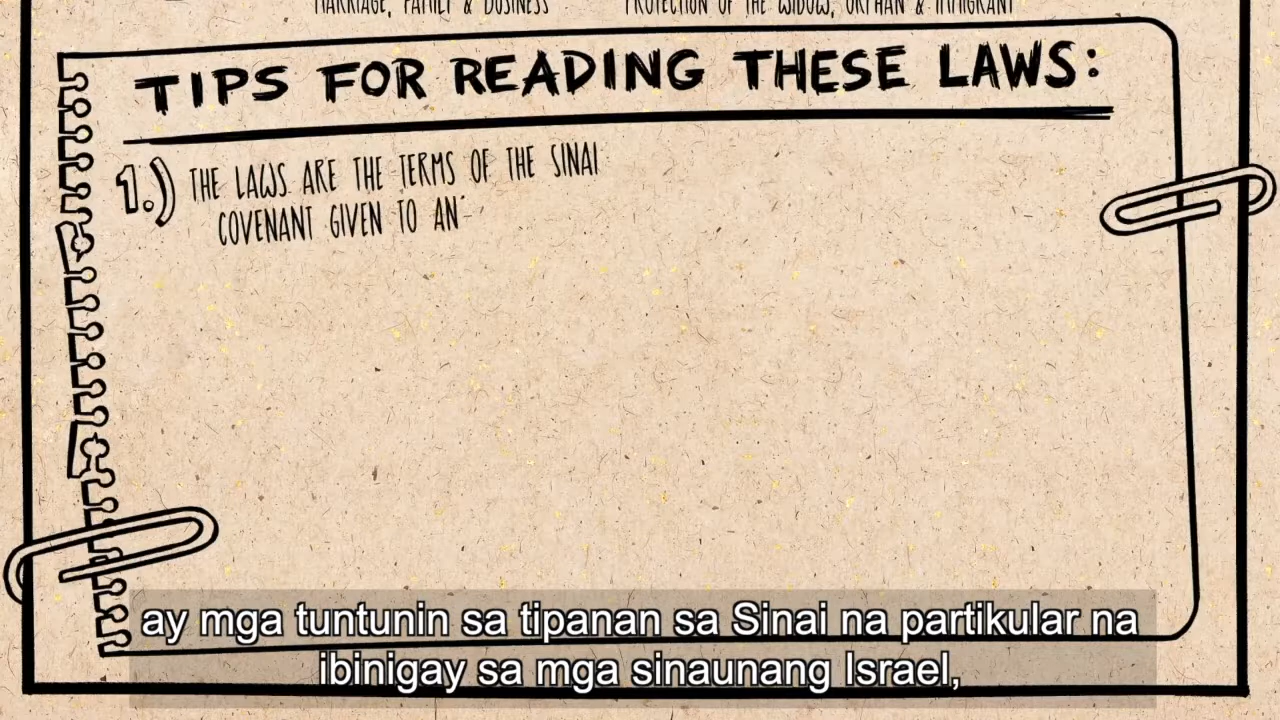 MARRIAGE, FAMILY & BUSINESS PROTECTION OF THE WIDOW, ORPHAN & IMMIGRANT
TIPS FOR READING THESE LAWS:
1.) THE LAWS ARE THE TERMS OF THE SINAI
COVENANT GIVEN TO AN
ay mga tuntunin sa tipanan sa Sinai na partikular na
ibinigay sa mga sinaunang Israel,